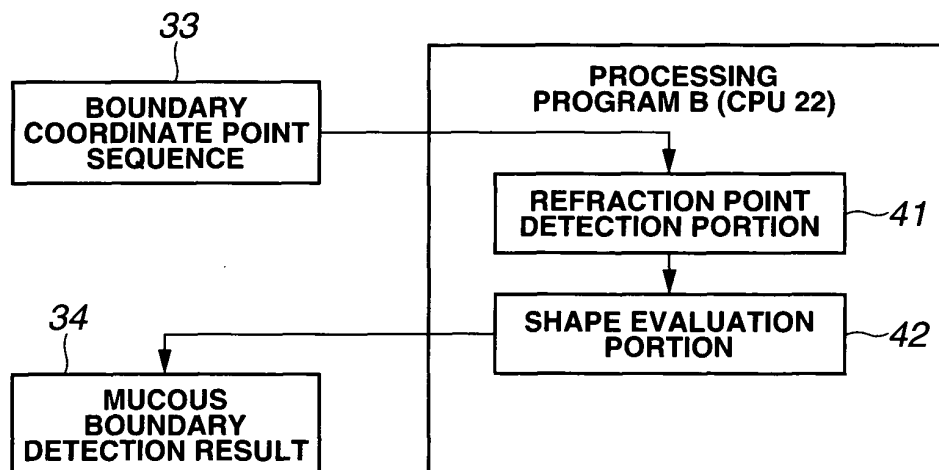 33
BOUNDARY
COORDINATE POINT
SEQUENCE
PROCESSING
PROGRAM B (CPU 22)
REFRACTION POINT
DETECTION PORTION
41
SHAPE EVALUATION
PORTION
42
34
MUCOUS
BOUNDARY
DETECTION RESULT